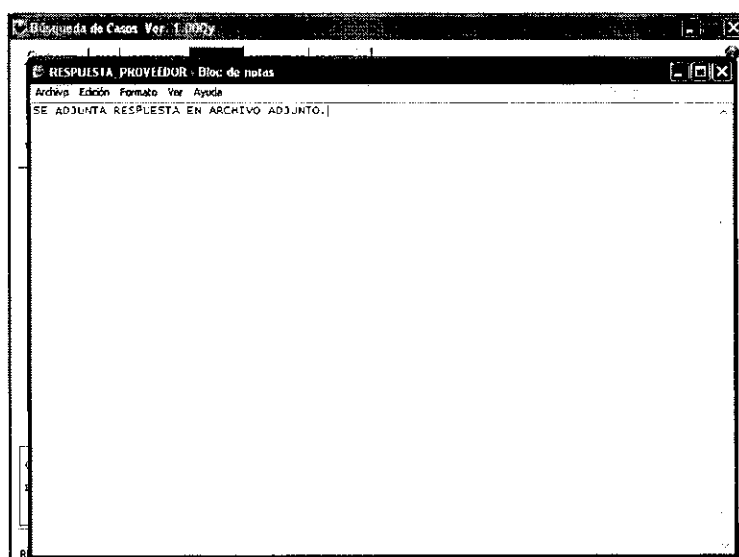 Búsqueda de Casos Ver. 1.000y
RESPUESTA_PROVEEDOR - Bloc de notas
Archivo Edición Formato Ver Ayuda
SE ADJUNTA RESPUESTA EN ARCHIVO ADJUNTO.